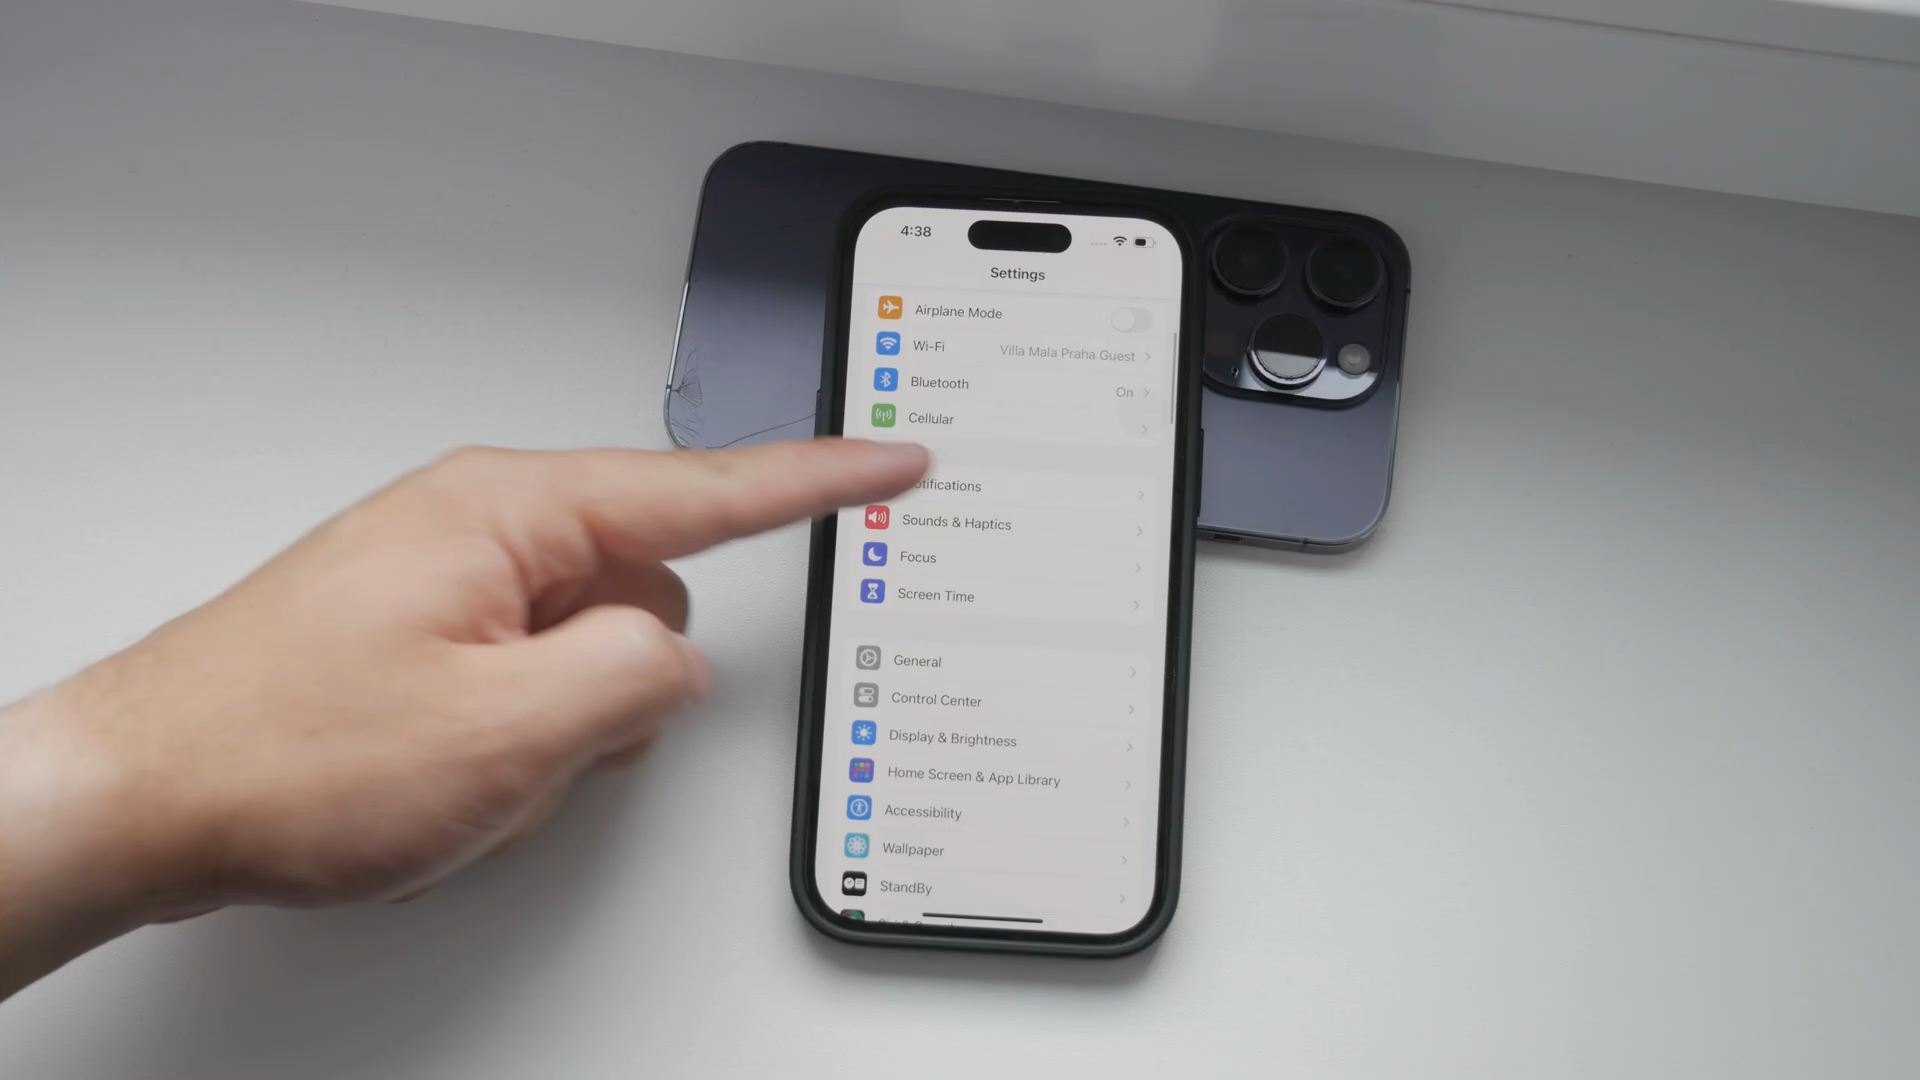 4:38
Settings
Airplane Mode
Wi-Fi Villa Mala Praha Guest
Bluetooth On
Cellular
otifications
Sounds & Haptics
Focus
Screen Time
General
Control Center
Display & Brightness
Home Screen & App Library
Accessibility
Wallpaper
StandBy